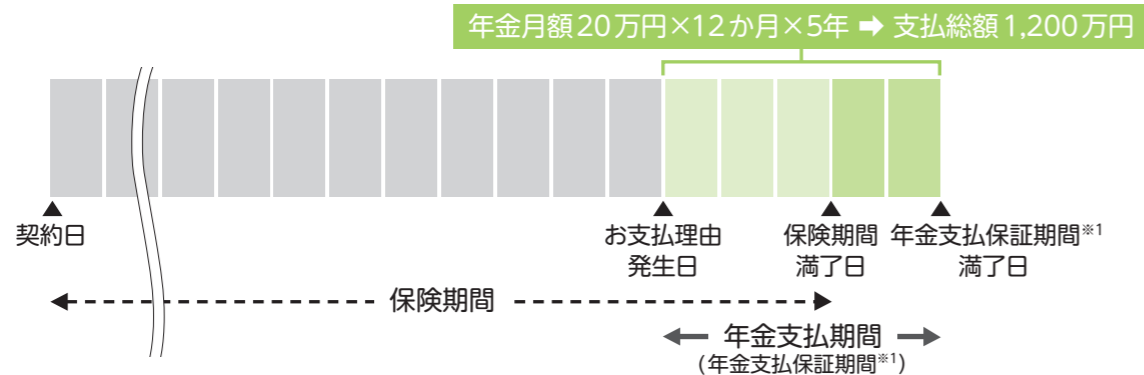 年金月額20万円×12か月×5年 ➡ 支払総額1,200万円
契約日
お支払理由
発生日
保険期間
満了日
年金支払保証期間※1
満了日
保険期間
年金支払期間
(年金支払保証期間※1)